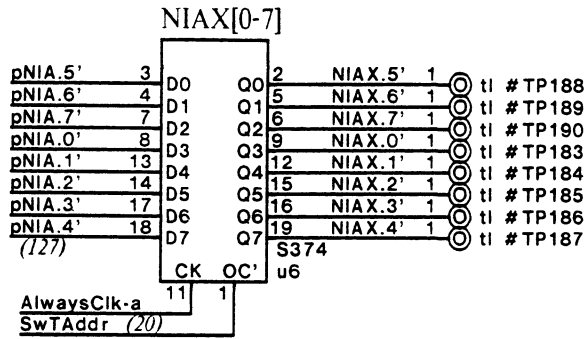 NIAX[0-7]
pNIA.5' 3 D0 Q0 2 NIAX.5' 1 tl #TP188
pNIA.6' 4 D1 Q1 5 NIAX.6' 1 tl #TP189
pNIA.7' 7 D2 Q2 6 NIAX.7' 1 tl #TP190
pNIA.0' 8 D3 Q3 9 NIAX.0' 1 tl #TP183
pNIA.1' 13 D4 Q4 12 NIAX.1' 1 tl #TP184
pNIA.2' 14 D5 Q5 15 NIAX.2' 1 tl #TP185
pNIA.3' 17 D6 Q6 16 NIAX.3' 1 tl #TP186
pNIA.4' 18 D7 Q7 19 NIAX.4' 1 tl #TP187
(127) S374
CK OC' u6
11 1
AlwaysClk-a
SwTAddr (20)